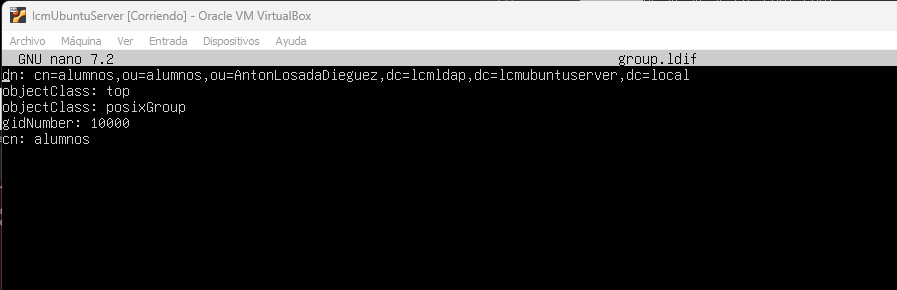 lcmUbuntuServer [Corriendo] - Oracle VM VirtualBox
Archivo Máquina Ver Entrada Dispositivos Ayuda
GNU nano 7.2 group.ldif
dn: cn=alumnos,ou=alumnos,ou=AntonLosadaDieguez,dc=lcmldap,dc=lcmubuntuserver,dc=local
objectClass: top
objectClass: posixGroup
gidNumber: 10000
cn: alumnos